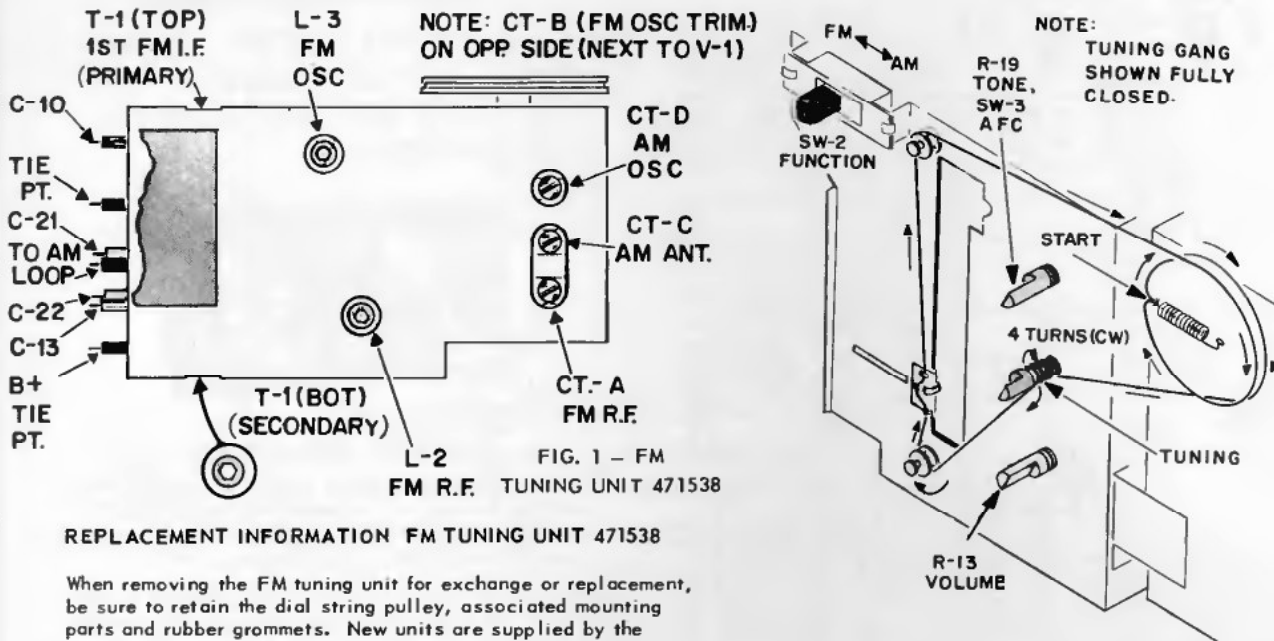 T-1 (TOP)
1ST FM I.F.
(PRIMARY)
L-3
FM
OSC
NOTE: CT-B (FM OSC TRIM.)
ON OPP. SIDE (NEXT TO V-1)
C-10
TIE
PT.
C-21
TO AM
LOOP
C-22
C-13
B+
TIE
PT.
CT-D
AM
OSC
CT-C
AM ANT.
CT.-A
FM R.F.
T-1 (BOT)
(SECONDARY)
L-2
FM R.F.
FIG. 1 – FM
TUNING UNIT 471538
FM
AM
SW-2
FUNCTION
R-19
TONE,
SW-3
AFC
NOTE:
TUNING GANG
SHOWN FULLY
CLOSED.
START
4 TURNS (CW)
TUNING
R-13
VOLUME
REPLACEMENT INFORMATION FM TUNING UNIT 471538
When removing the FM tuning unit for exchange or replacement,
be sure to retain the dial string pulley, associated mounting
parts and rubber grommets. New units are supplied by the